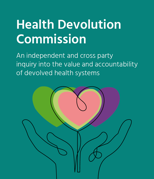 Health Devolution
Commission
An independent and cross party
inquiry into the value and accountability
of devolved health systems